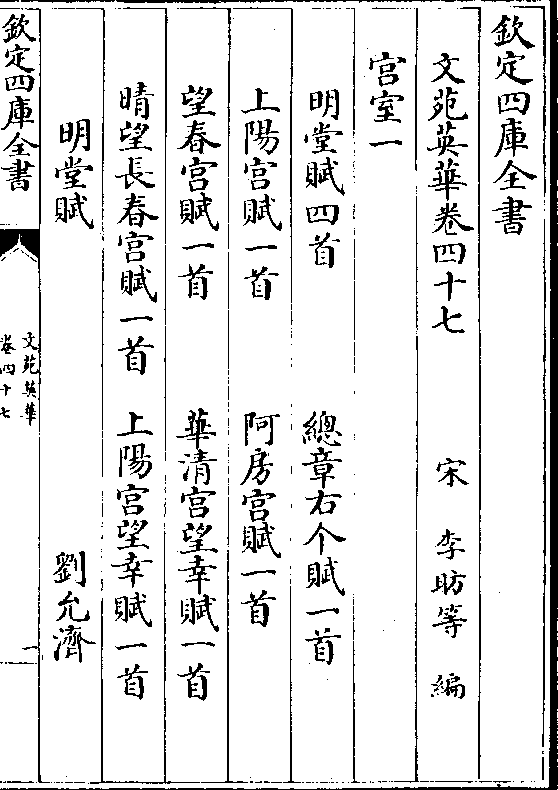 欽定四庫全書
文苑英華卷四十七　宋　李昉等　編
宮室一
明堂賦四首　總章右个賦一首
上陽宮賦一首　阿房宮賦一首
望春宮賦一首　華清宮望幸賦一首
晴望長春宮賦一首　上陽宮望幸賦一首
明堂賦　劉允濟
欽定四庫全書
文苑英華
卷四十七
一